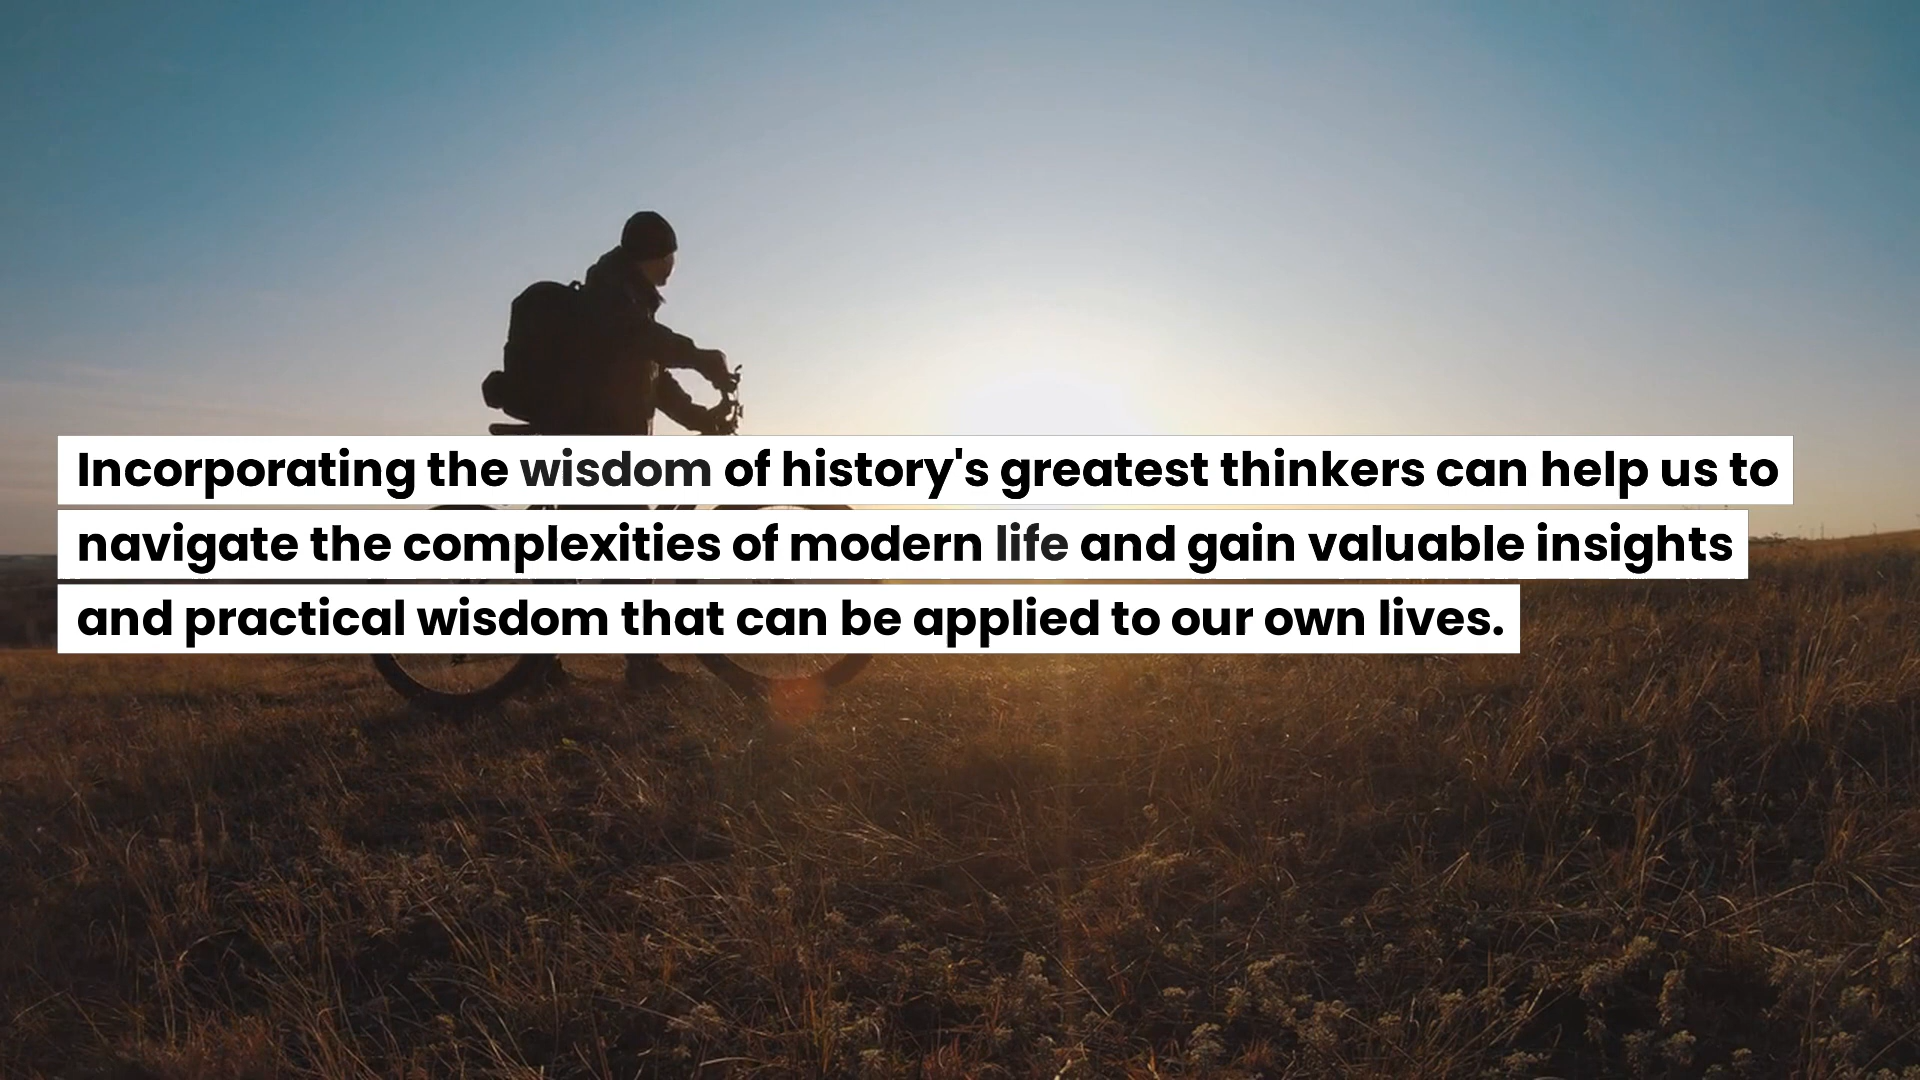 Incorporating the wisdom of history's greatest thinkers can help us to
navigate the complexities of modern life and gain valuable insights
and practical wisdom that can be applied to our own lives.